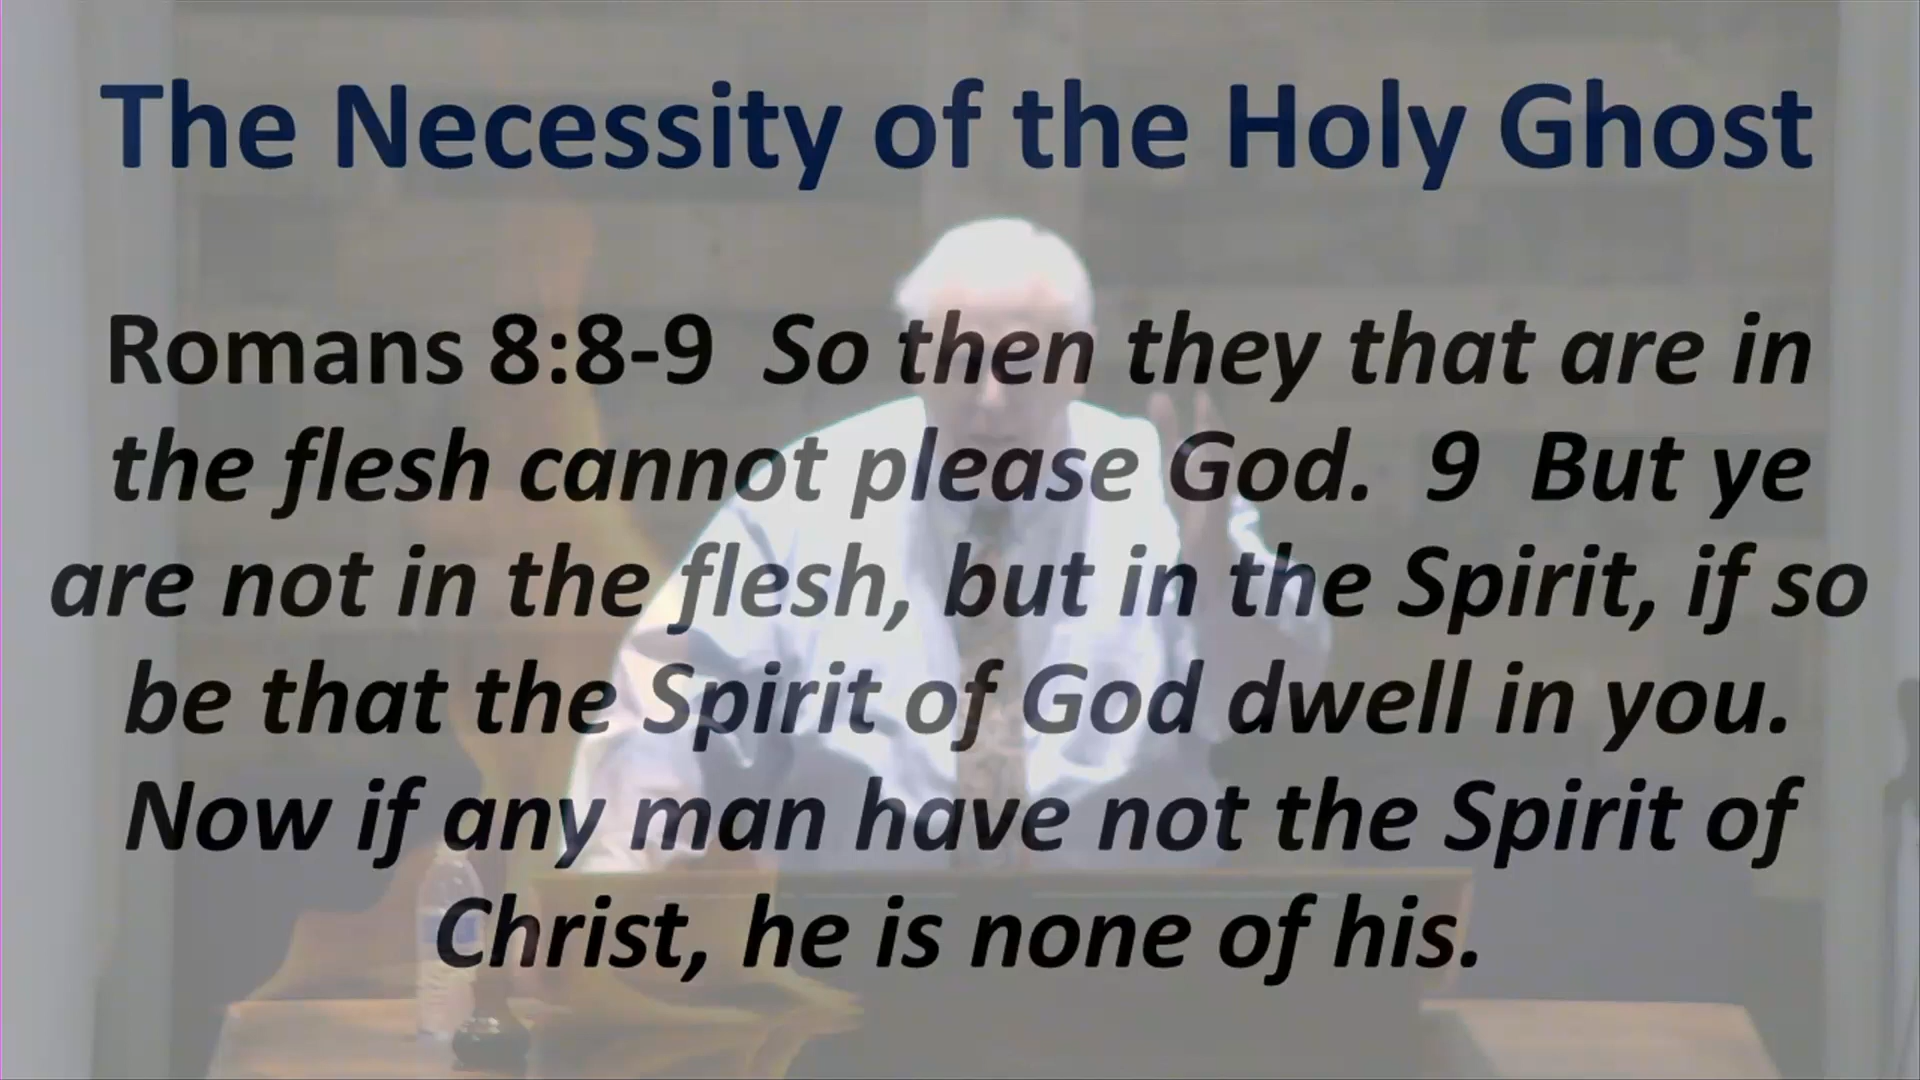 The Necessity of the Holy Ghost
Romans 8:8-9  So then they that are in
the flesh cannot please God.  9  But ye
are not in the flesh, but in the Spirit, if so
be that the Spirit of God dwell in you.
Now if any man have not the Spirit of
Christ, he is none of his.